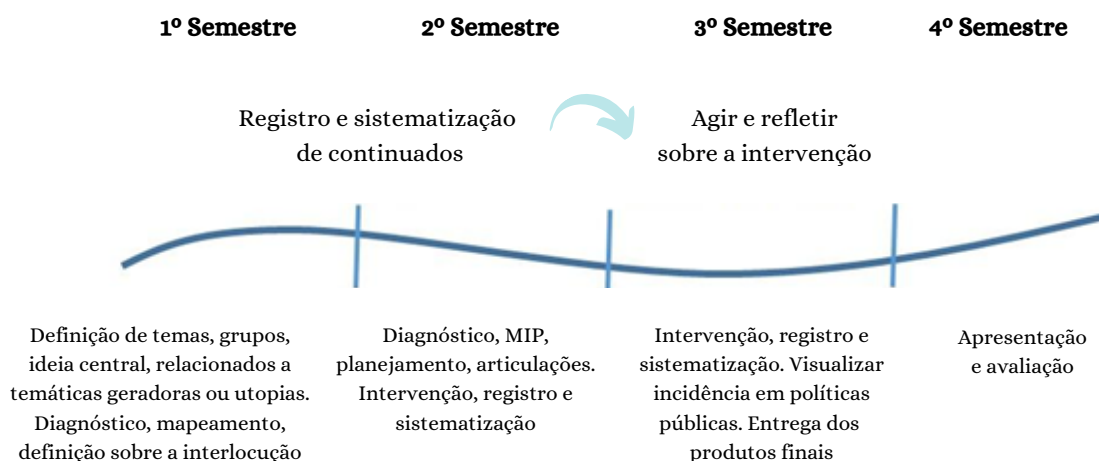 1º Semestre
2º Semestre
3º Semestre
4º Semestre
Registro e sistematização
de continuados
Agir e refletir
sobre a intervenção
Definição de temas, grupos,
ideia central, relacionados a
temáticas geradoras ou utopias.
Diagnóstico, mapeamento,
definição sobre a interlocução
Diagnóstico, MIP,
planejamento, articulações.
Intervenção, registro e
sistematização
Intervenção, registro e
sistematização. Visualizar
incidência em políticas
públicas. Entrega dos
produtos finais
Apresentação
e avaliação